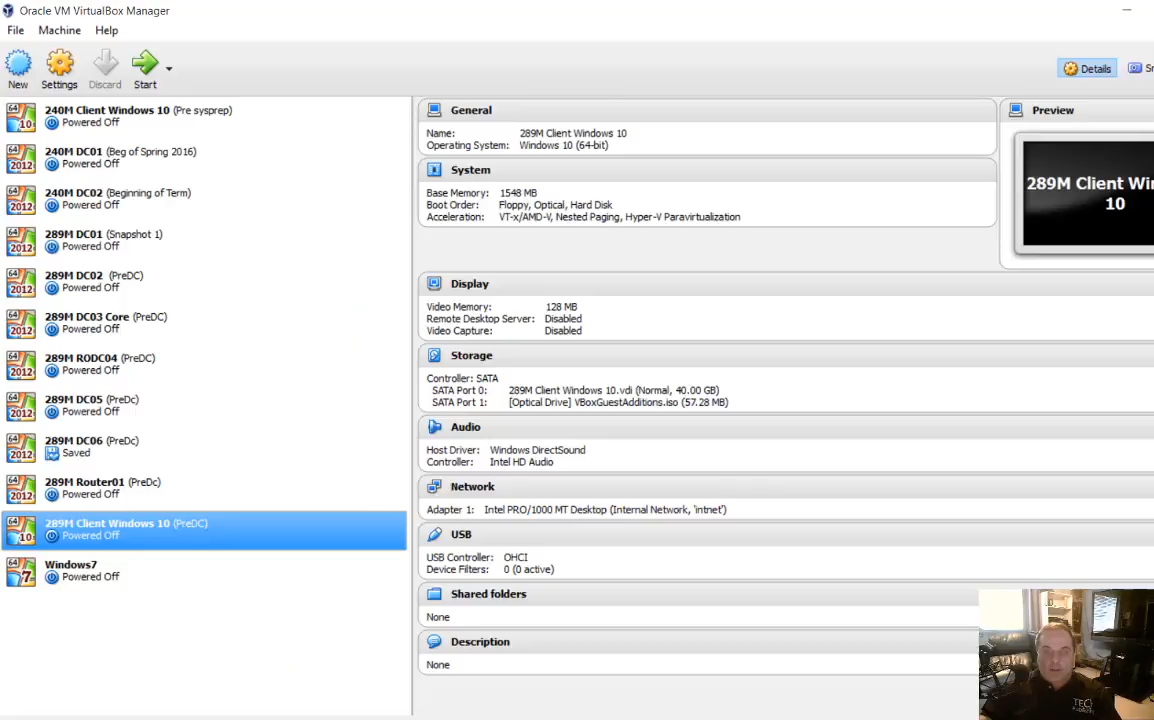 Oracle VM VirtualBox Manager
File Machine Help
New Settings Discard Start
Details
240M Client Windows 10 (Pre sysprep)
Powered Off
240M DC01 (Beg of Spring 2016)
Powered Off
240M DC02 (Beginning of Term)
Powered Off
289M DC01 (Snapshot 1)
Powered Off
289M DC02 (PreDC)
Powered Off
289M DC03 Core (PreDC)
Powered Off
289M RODC04 (PreDC)
Powered Off
289M DC05 (PreDc)
Powered Off
289M DC06 (PreDc)
Saved
289M Router01 (PreDc)
Powered Off
289M Client Windows 10 (PreDC)
Powered Off
Windows7
Powered Off
General
Name: 289M Client Windows 10
Operating System: Windows 10 (64-bit)
System
Base Memory: 1548 MB
Boot Order: Floppy, Optical, Hard Disk
Acceleration: VT-x/AMD-V, Nested Paging, Hyper-V Paravirtualization
Display
Video Memory: 128 MB
Remote Desktop Server: Disabled
Video Capture: Disabled
Storage
Controller: SATA
SATA Port 0: 289M Client Windows 10.vdi (Normal, 40.00 GB)
SATA Port 1: [Optical Drive] VBoxGuestAdditions.iso (57.28 MB)
Audio
Host Driver: Windows DirectSound
Controller: Intel HD Audio
Network
Adapter 1: Intel PRO/1000 MT Desktop (Internal Network, 'intnet')
USB
USB Controller: OHCI
Device Filters: 0 (0 active)
Shared folders
None
Description
None
Preview
289M Client Wi
10